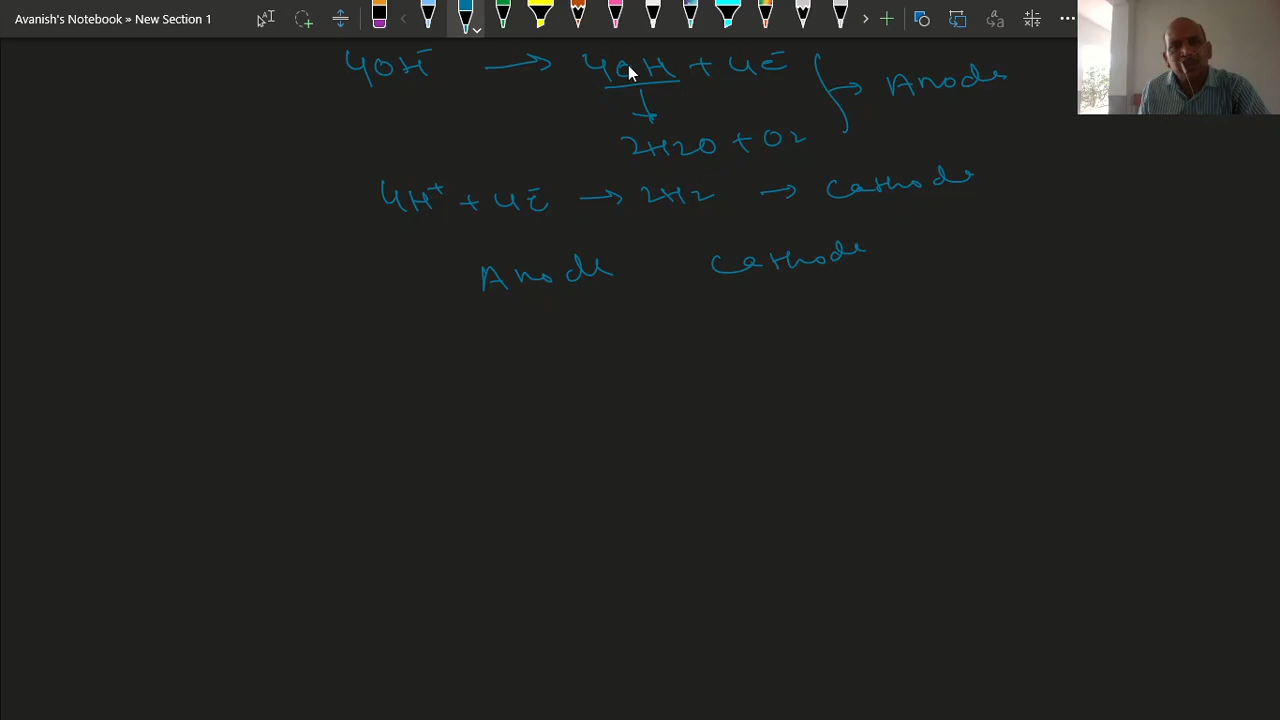 Avanish's Notebook » New Section 1
4OH⁻ → 4OH + 4e⁻ } → Anode
↓
2H2O + O2
4H⁺ + 4e⁻ → 2H2 → Cathode
Anode Cathode